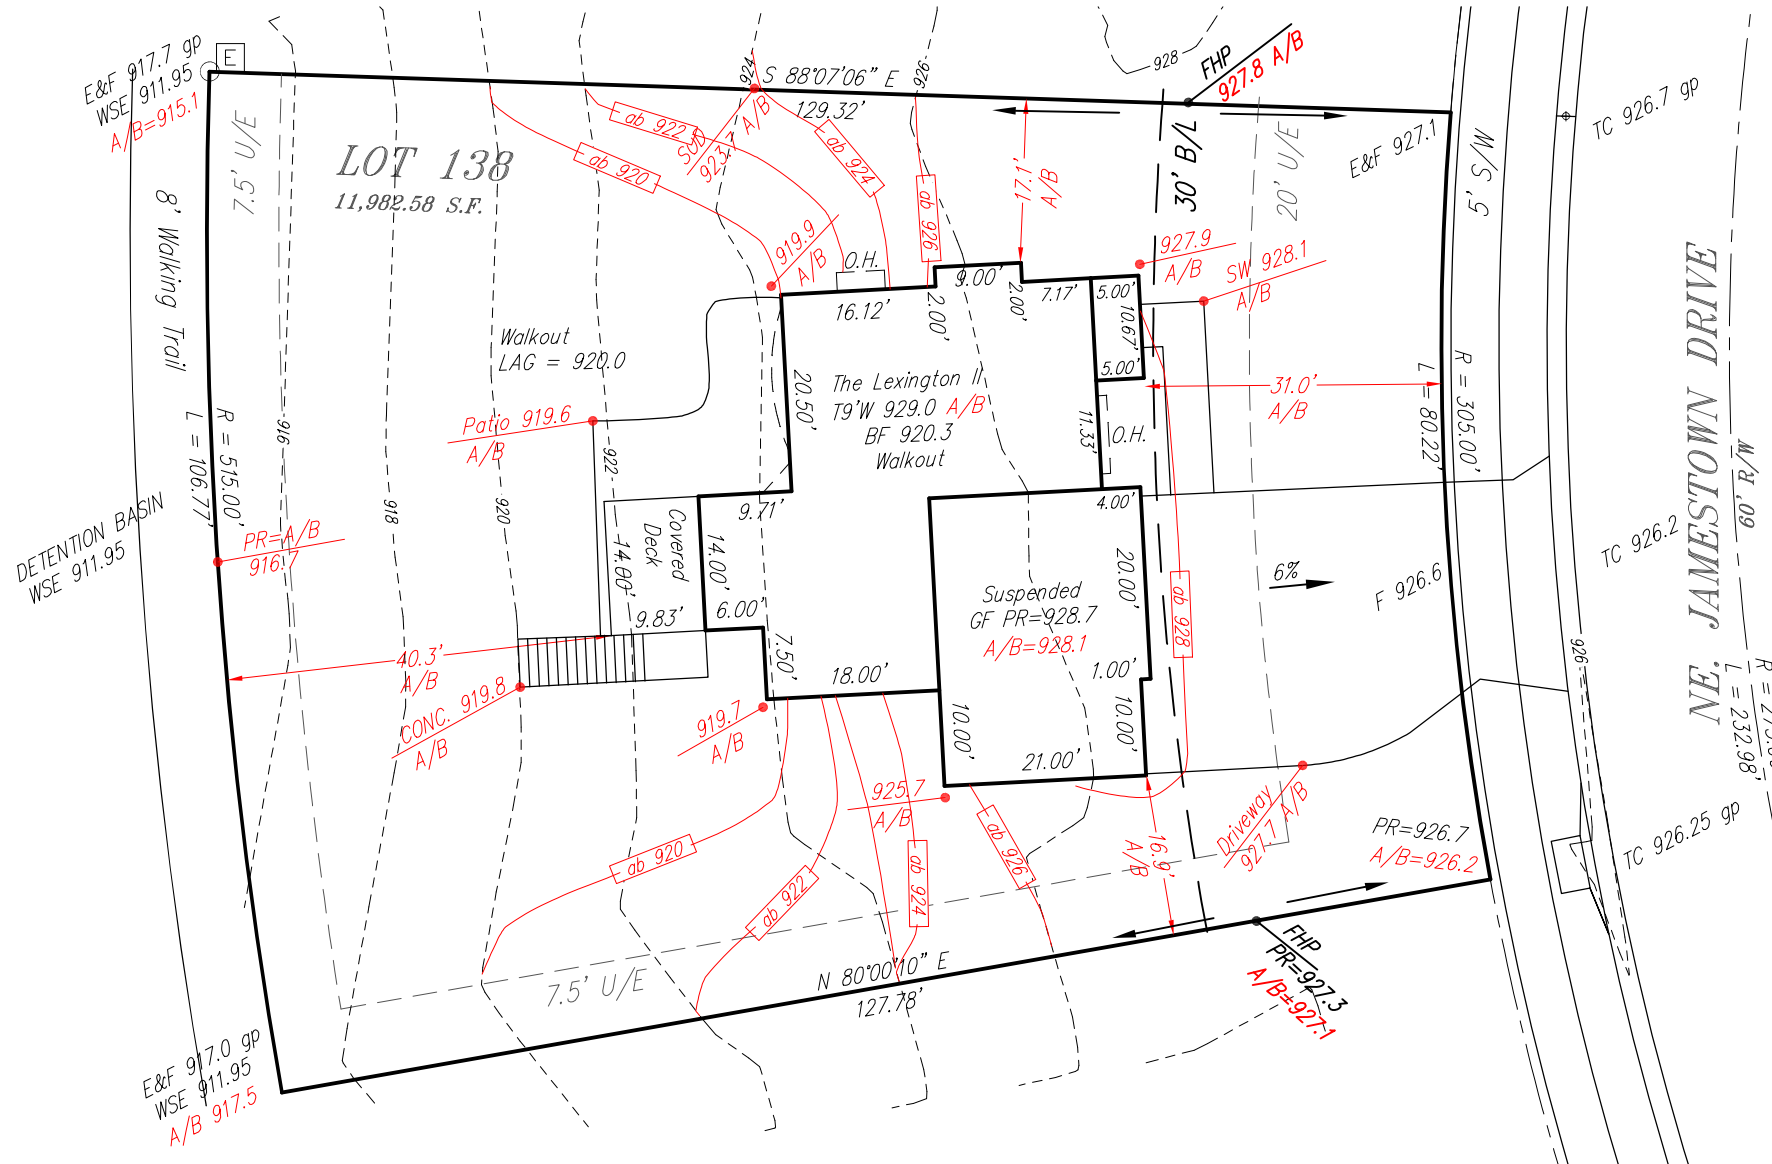 E&F 917.7 gp
WSE 911.95
A/B=915.1
E
7.5' U/E
LOT 138
11,982.58 S.F.
8' Walking Trail
924
S 88°07'06" E
129.32'
926
928
FHP
927.8 A/B
30' B/L
20' U/E
E&F 927.1
5' S/W
TC 926.7 gp
ab 922
ab 920
SUB
923.7
A/B
ab 924
ab 926
17.1'
A/B
919.9
A/B
O.H.
927.9
A/B
SW 928.1
A/B
16.12'
9.00'
2.00'
2.00'
7.17'
5.00'
10.67'
5.00'
Walkout
LAG = 920.0
20.50'
The Lexington II
T9'W 929.0 A/B
BF 920.3
Walkout
11.33'
O.H.
31.0'
A/B
R = 305.00'
L = 80.22'
Patio 919.6
A/B
916
918
920
922
R = 515.00'
L = 106.77'
DETENTION BASIN
WSE 911.95
PR=A/B
916.7
9.71'
4.00'
Covered
Deck
14.00'
14.00'
6.00'
9.83'
7.50'
18.00'
Suspended
GF PR=928.7
A/B=928.1
20.00'
1.00'
10.00'
10.00'
21.00'
ab 928
6%
F 926.6
TC 926.2
NE. JAMESTOWN DRIVE
60' R/W
L = 232.98'
926
40.3'
A/B
CONC. 919.8
A/B
919.7
A/B
925.7
A/B
ab 920
ab 922
ab 924
ab 926
16.9'
A/B
Driveway
927.7 A/B
PR=926.7
A/B=926.2
TC 926.25 gp
7.5' U/E
N 80°00'10" E
127.78'
FHP
PR=927.3
A/B=927.1
E&F 917.0 gp
WSE 911.95
A/B 917.5